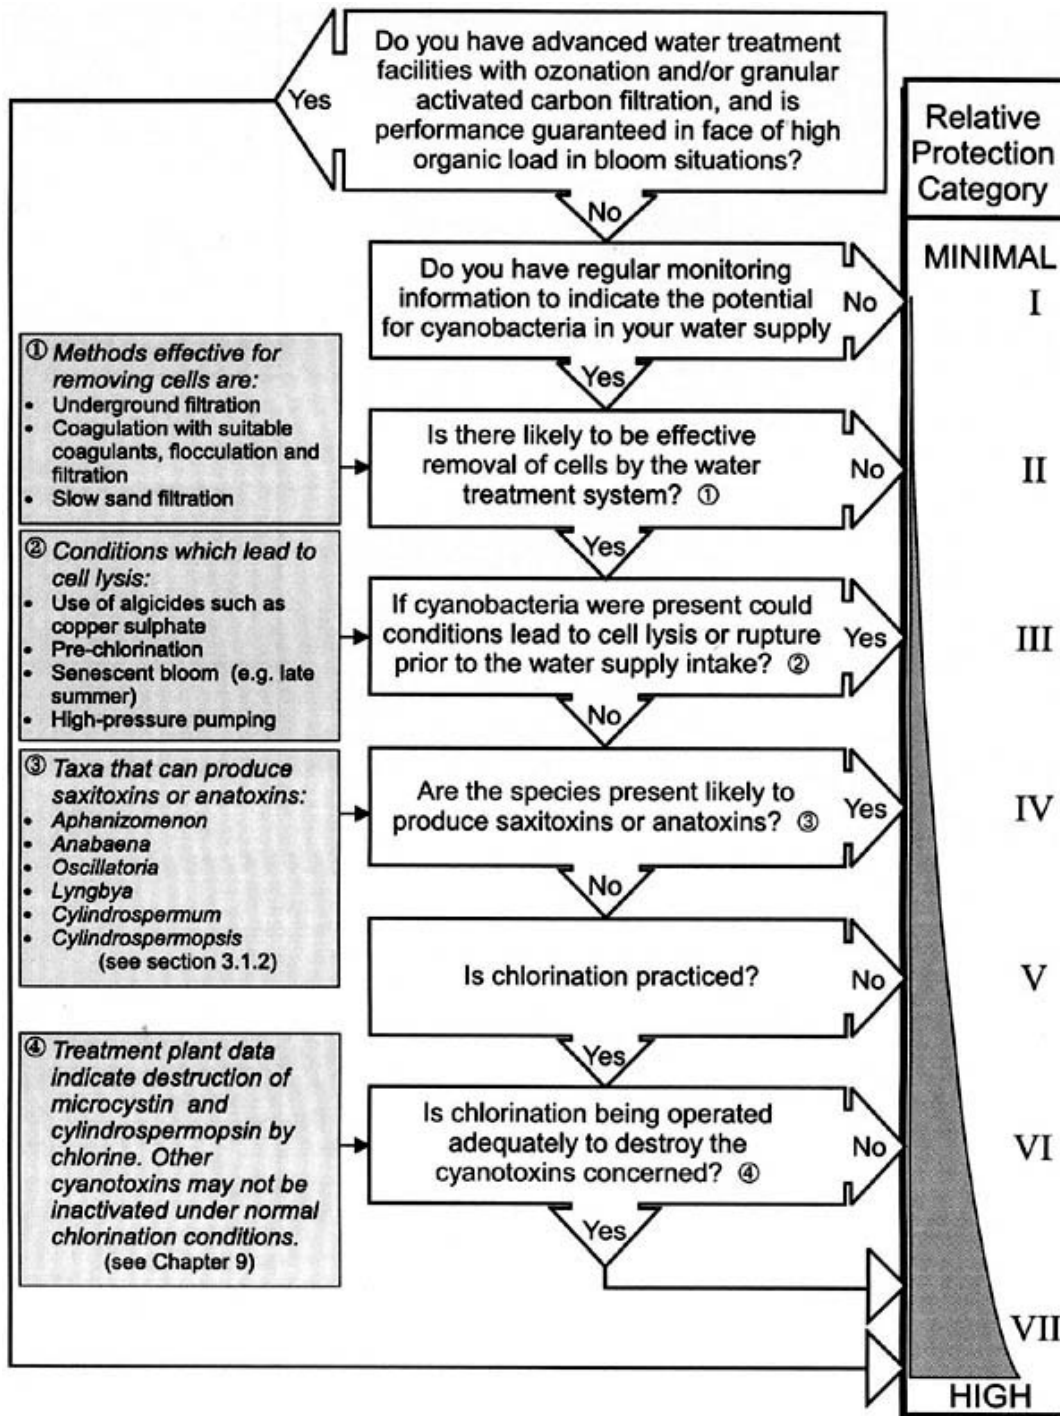 Do you have advanced water treatment
facilities with ozonation and/or granular
activated carbon filtration, and is
performance guaranteed in face of high
organic load in bloom situations?
Yes
No
Relative
Protection
Category
Do you have regular monitoring
information to indicate the potential
for cyanobacteria in your water supply
No
Yes
MINIMAL
I
① Methods effective for
removing cells are:
• Underground filtration
• Coagulation with suitable
coagulants, flocculation and
filtration
• Slow sand filtration
Is there likely to be effective
removal of cells by the water
treatment system? ①
No
Yes
II
② Conditions which lead to
cell lysis:
• Use of algicides such as
copper sulphate
• Pre-chlorination
• Senescent bloom (e.g. late
summer)
• High-pressure pumping
If cyanobacteria were present could
conditions lead to cell lysis or rupture
prior to the water supply intake? ②
Yes
No
III
③ Taxa that can produce
saxitoxins or anatoxins:
• Aphanizomenon
• Anabaena
• Oscillatoria
• Lyngbya
• Cylindrospermum
• Cylindrospermopsis
(see section 3.1.2)
Are the species present likely to
produce saxitoxins or anatoxins? ③
Yes
No
IV
Is chlorination practiced?
No
Yes
V
④ Treatment plant data
indicate destruction of
microcystin and
cylindrospermopsin by
chlorine. Other
cyanotoxins may not be
inactivated under normal
chlorination conditions.
(see Chapter 9)
Is chlorination being operated
adequately to destroy the
cyanotoxins concerned? ④
No
Yes
VI
VII
HIGH